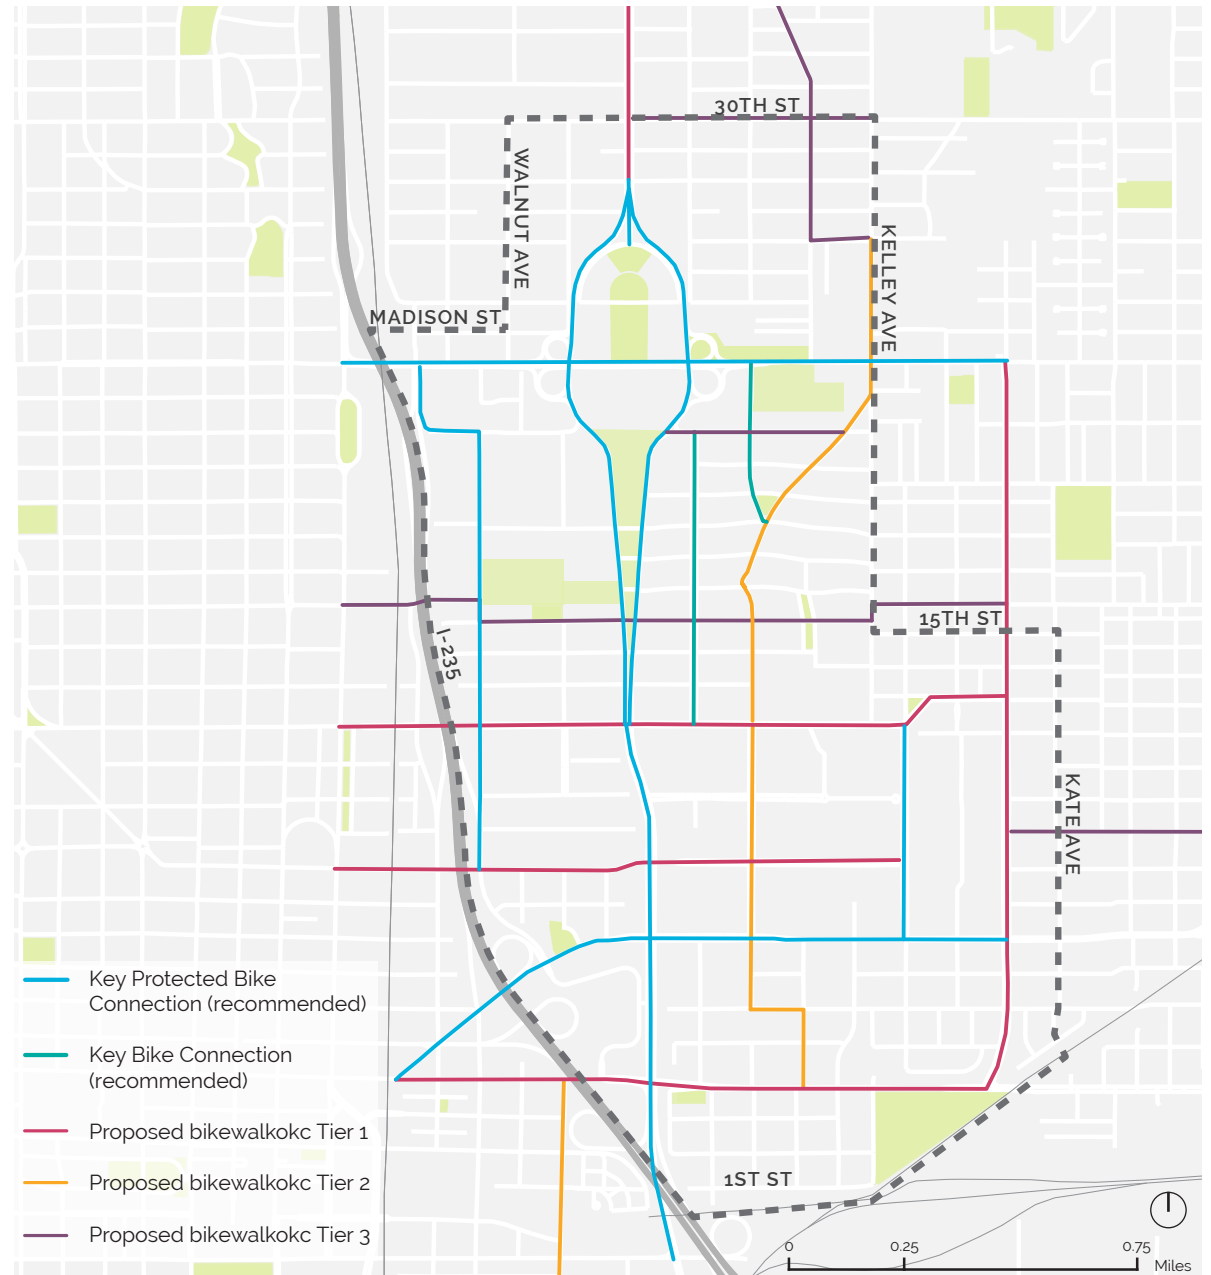 30TH ST
WALNUT AVE
KELLEY AVE
MADISON ST
15TH ST
I-235
KATE AVE
Key Protected Bike
Connection (recommended)
Key Bike Connection
(recommended)
Proposed bikewalkokc Tier 1
Proposed bikewalkokc Tier 2
Proposed bikewalkokc Tier 3
1ST ST
0 0.25 0.75
Miles